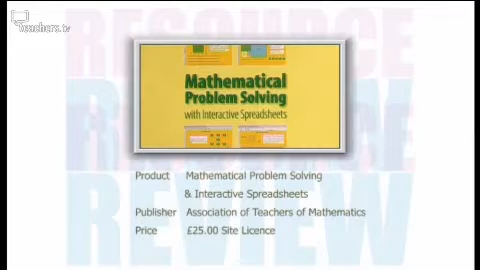 teachers.tv
RESOURCE
REVIEW
Mathematical
Problem Solving
with Interactive Spreadsheets
Product Mathematical Problem Solving
& Interactive Spreadsheets
Publisher Association of Teachers of Mathematics
Price £25.00 Site Licence